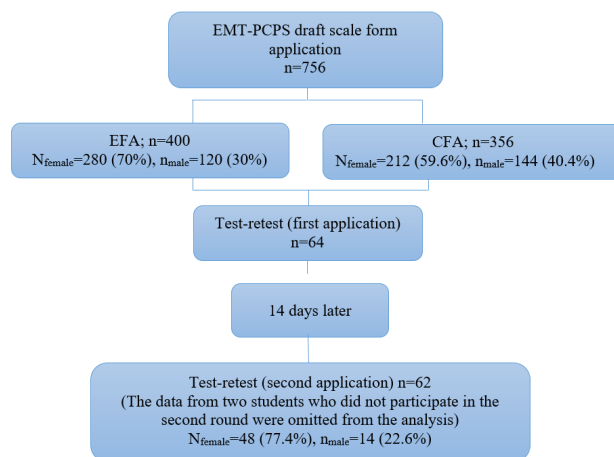 EMT-PCPS draft scale form
application
n=756
EFA; n=400
Nfemale=280 (70%), nmale=120 (30%)
CFA; n=356
Nfemale=212 (59.6%), nmale=144 (40.4%)
Test-retest (first application)
n=64
14 days later
Test-retest (second application) n=62
(The data from two students who did not participate in the
second round were omitted from the analysis)
Nfemale=48 (77.4%), nmale=14 (22.6%)